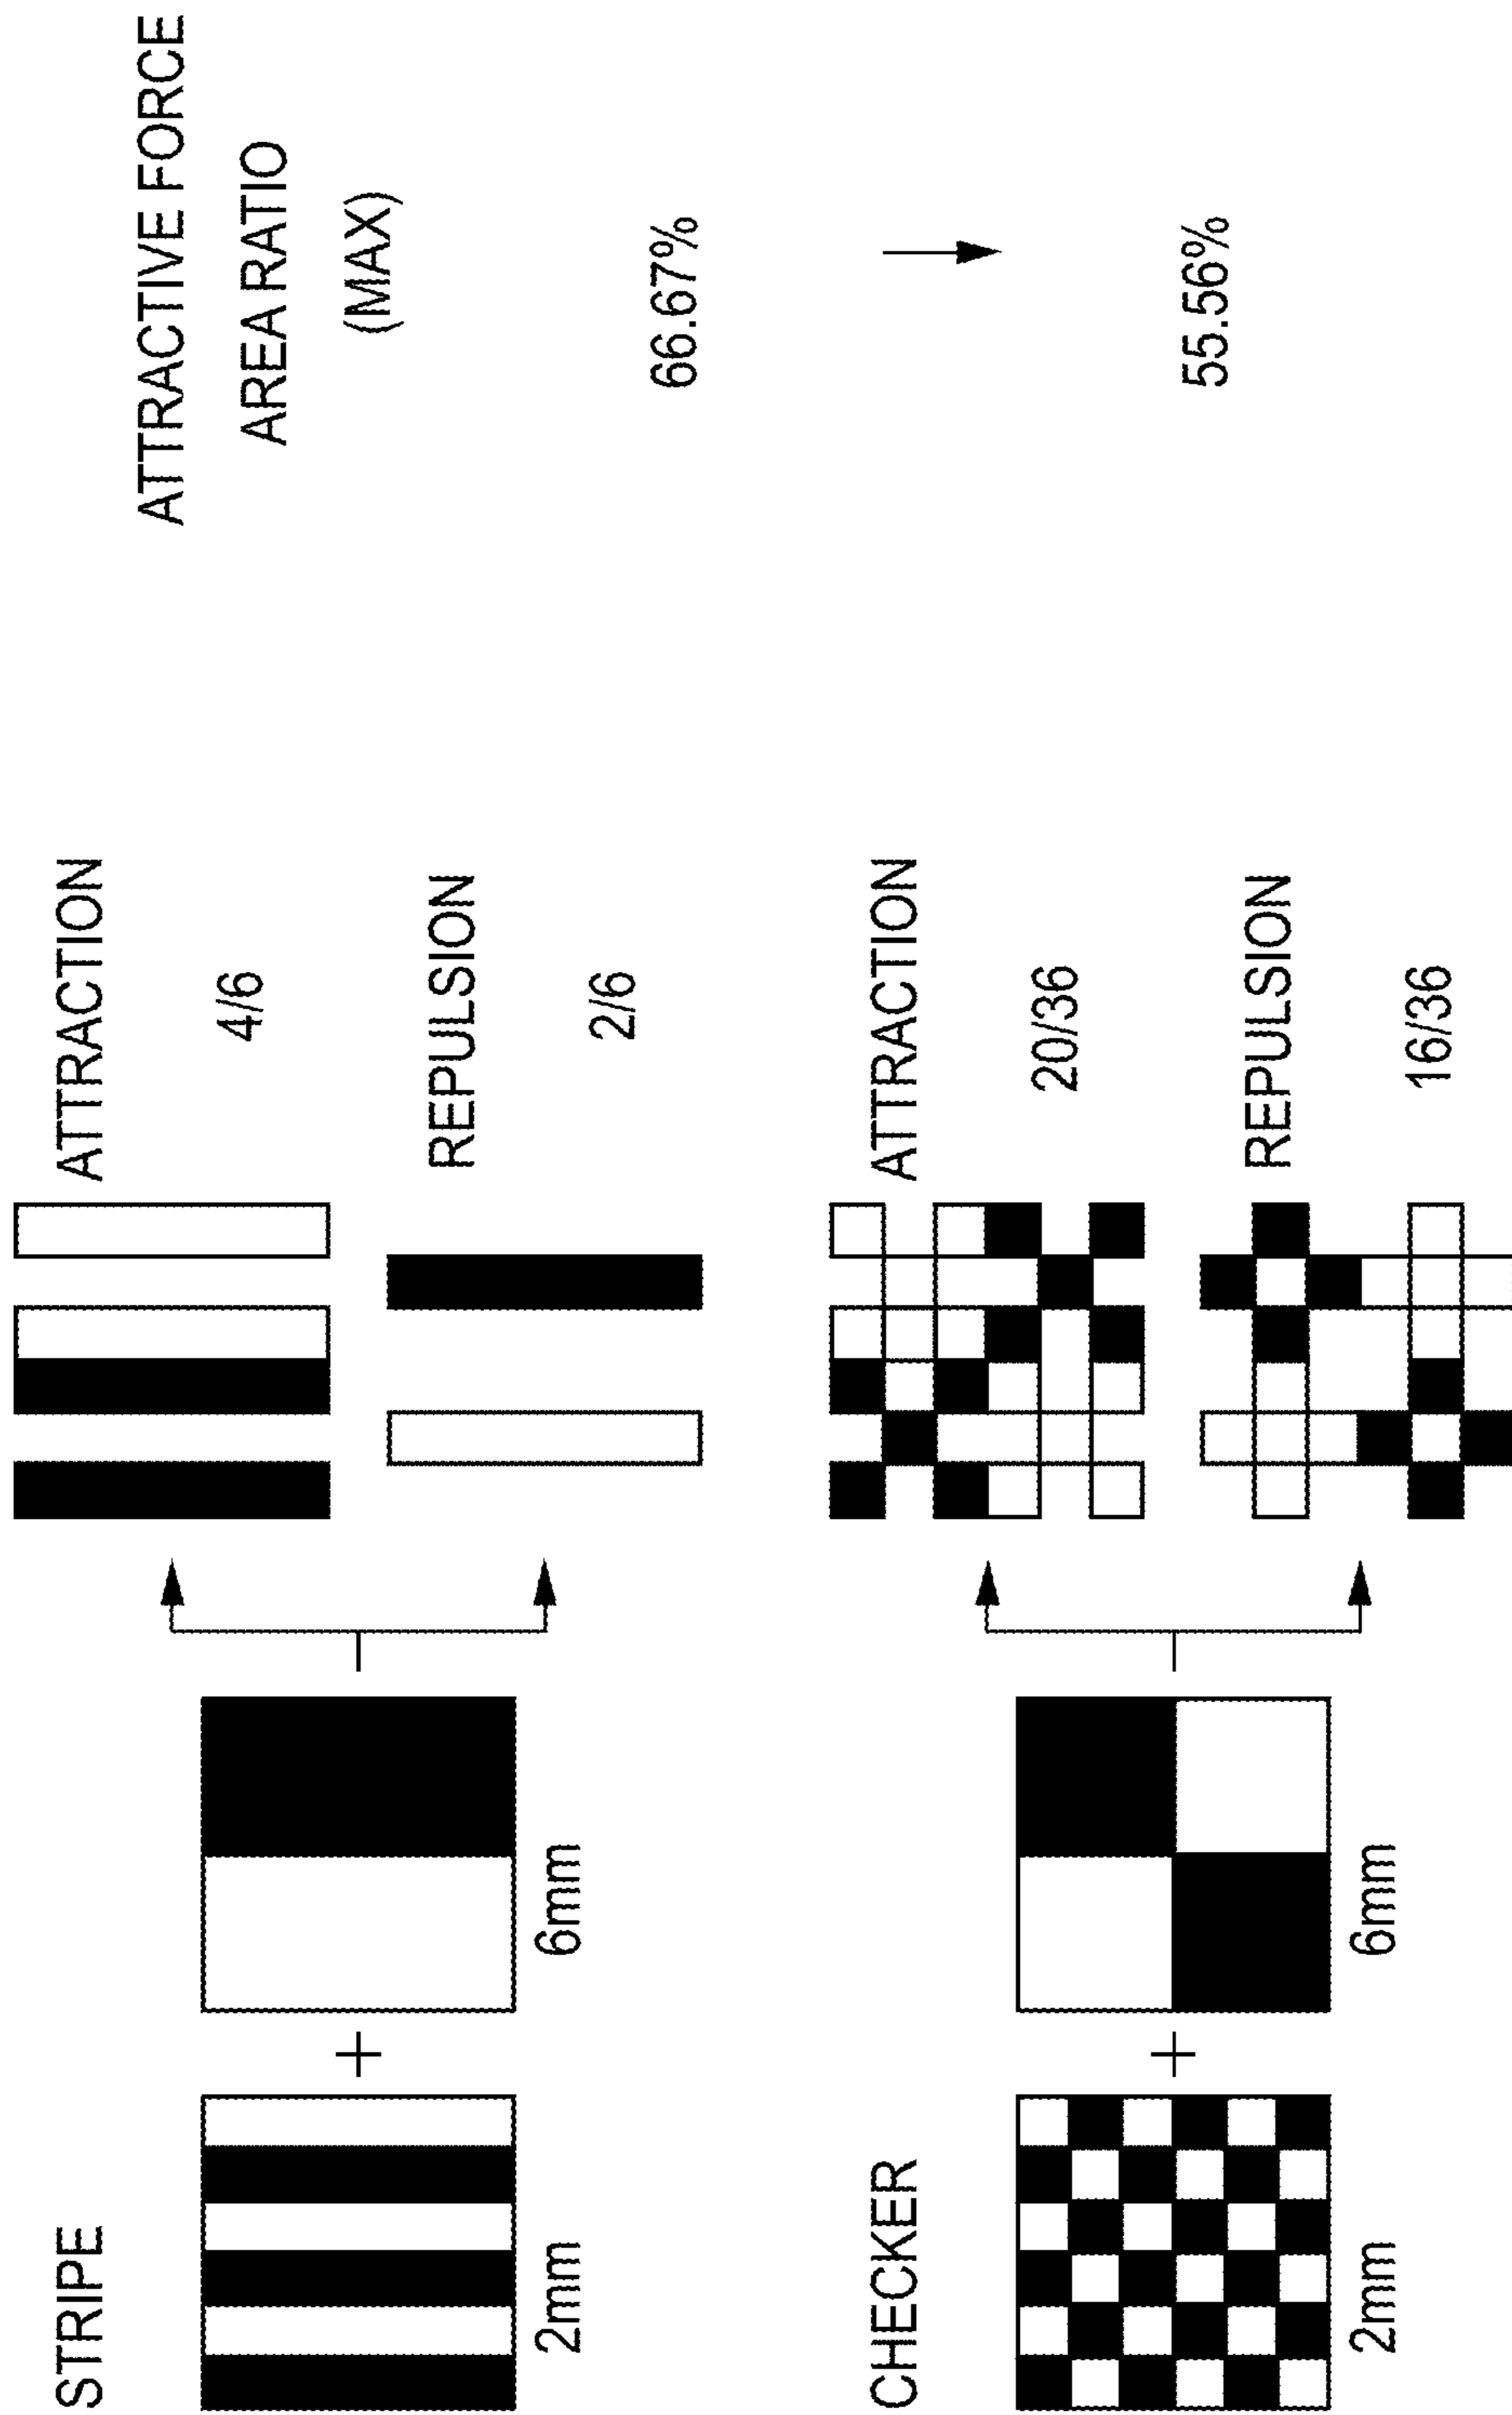 ATTRACTIVE FORCE
AREA RATIO
(MAX)
STRIPE
2mm
+
6mm
ATTRACTION
4/6
REPULSION
2/6
66.67%
CHECKER
2mm
+
6mm
ATTRACTION
20/36
REPULSION
16/36
55.56%